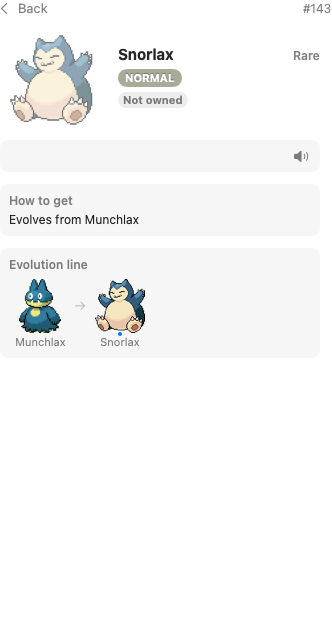 Back
#143
Snorlax
Rare
NORMAL
Not owned
How to get
Evolves from Munchlax
Evolution line
Munchlax
Snorlax